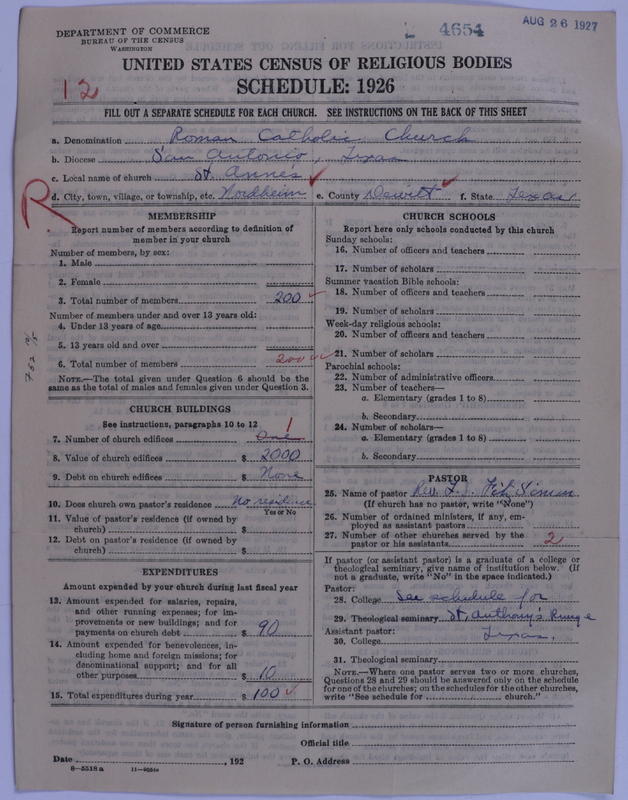 DEPARTMENT OF COMMERCE
BUREAU OF THE CENSUS
WASHINGTON
4654
AUG 26 1927
12
UNITED STATES CENSUS OF RELIGIOUS BODIES
SCHEDULE: 1926
FILL OUT A SEPARATE SCHEDULE FOR EACH CHURCH. SEE INSTRUCTIONS ON THE BACK OF THIS SHEET
a. Denomination Roman Catholic Church
b. Diocese San Antonio, Texas
c. Local name of church St. Annes
R
d. City, town, village, or township, etc. Nordheim e. County Dewitt f. State Texas
MEMBERSHIP
Report number of members according to definition of
member in your church
Number of members, by sex:
1. Male
2. Female
3. Total number of members 200
Number of members under and over 13 years old:
4. Under 13 years of age
5. 13 years old and over
6. Total number of members 200
NOTE.—The total given under Question 6 should be the
same as the total of males and females given under Question 3.
CHURCH BUILDINGS
See instructions, paragraphs 10 to 12
7. Number of church edifices One 1
8. Value of church edifices $ 2000
9. Debt on church edifices $ None
10. Does church own pastor's residence No residence
Yes or No
11. Value of pastor's residence (if owned by
church) $
12. Debt on pastor's residence (if owned by
church) $
EXPENDITURES
Amount expended by your church during last fiscal year
13. Amount expended for salaries, repairs,
and other running expenses; for im-
provements or new buildings; and for
payments on church debt $ 90
14. Amount expended for benevolences, in-
cluding home and foreign missions; for
denominational support; and for all
other purposes $ 10
15. Total expenditures during year $ 100
CHURCH SCHOOLS
Report here only schools conducted by this church
Sunday schools:
16. Number of officers and teachers
17. Number of scholars
Summer vacation Bible schools:
18. Number of officers and teachers
19. Number of scholars
Week-day religious schools:
20. Number of officers and teachers
21. Number of scholars
Parochial schools:
22. Number of administrative officers
23. Number of teachers—
a. Elementary (grades 1 to 8)
b. Secondary
24. Number of scholars—
a. Elementary (grades 1 to 8)
b. Secondary
PASTOR
25. Name of pastor Rev. L. J. Fitz Simon
(If church has no pastor, write "None")
26. Number of ordained ministers, if any, em-
ployed as assistant pastors
27. Number of other churches served by the
pastor or his assistants 2
If pastor (or assistant pastor) is a graduate of a college or
theological seminary, give name of institution below. (If
not a graduate, write "No" in the space indicated.)
Pastor:
28. College See schedule for
29. Theological seminary St. Anthony's Runge
Assistant pastor: Texas.
30. College
31. Theological seminary
NOTE.—Where one pastor serves two or more churches,
Questions 28 and 29 should be answered only on the schedule
for one of the churches; on the schedules for the other churches,
write "See schedule for church."
Signature of person furnishing information
Official title
Date , 192 P. O. Address
8—5518 a